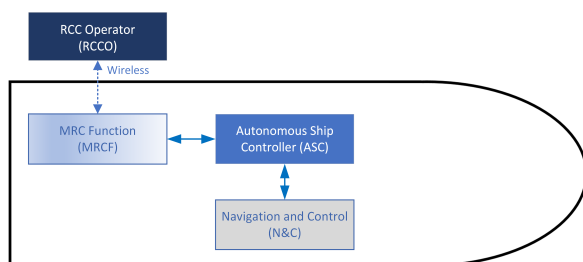 RCC Operator
(RCCO)
Wireless
MRC Function
(MRCF)
Autonomous Ship
Controller (ASC)
Navigation and Control
(N&C)